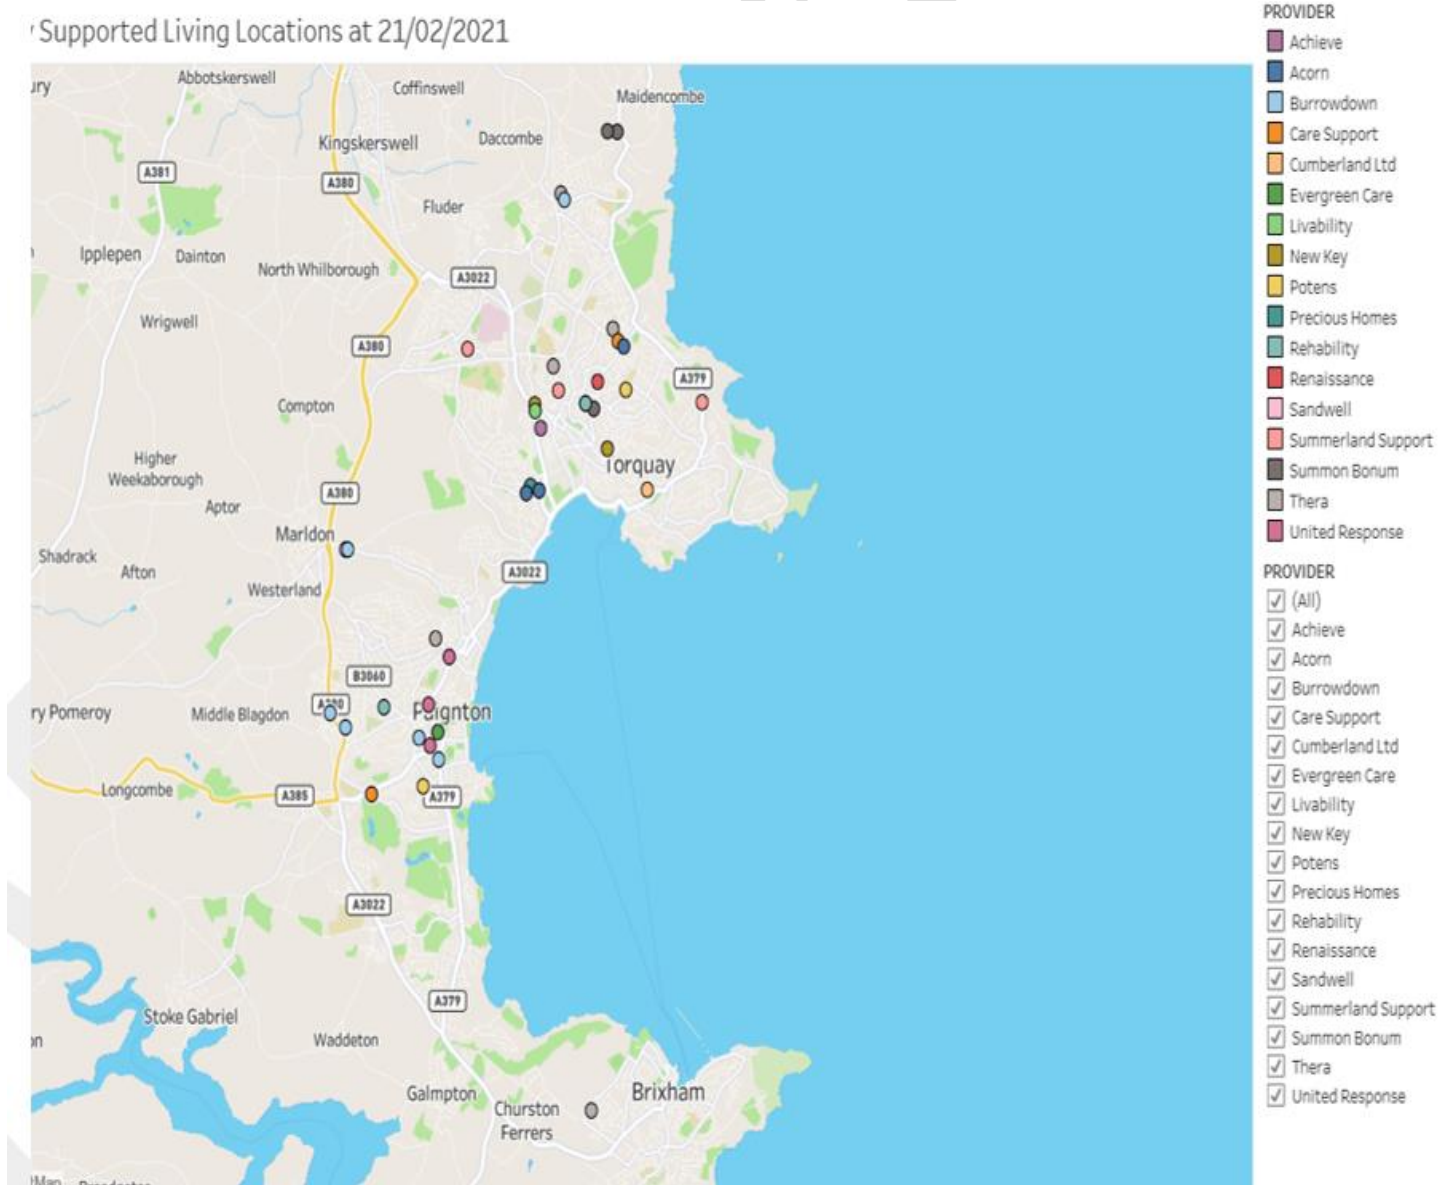 Supported Living Locations at 21/02/2021
Abbotskerswell
Coffinswell
Maidencombe
ury
Kingskerswell
Daccombe
A381
A380
Fluder
Ipplepen
Dainton
North Whilborough
A3022
Wrigwell
A380
A379
Compton
Higher
Weekaborough
Torquay
Aptor
A380
Marldon
Shadrack
Afton
A3022
Westerland
B3060
ry Pomeroy
Middle Blagdon
Paignton
Longcombe
A385
A379
A3022
A379
Stoke Gabriel
on
Waddeton
Galmpton
Brixham
Churston
Ferrers
PROVIDER
Achieve
Acorn
Burrowdown
Care Support
Cumberland Ltd
Evergreen Care
Livability
New Key
Potens
Precious Homes
Rehability
Renaissance
Sandwell
Summerland Support
Summon Bonum
Thera
United Response
PROVIDER
(All)
Achieve
Acorn
Burrowdown
Care Support
Cumberland Ltd
Evergreen Care
Livability
New Key
Potens
Precious Homes
Rehability
Renaissance
Sandwell
Summerland Support
Summon Bonum
Thera
United Response